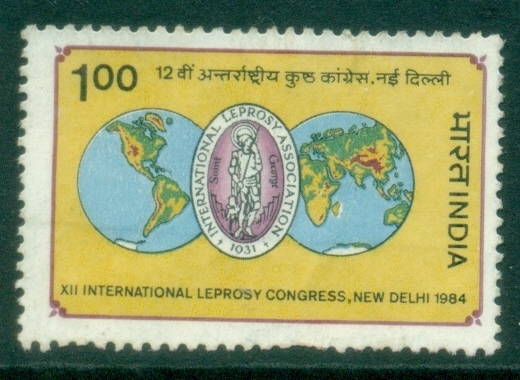 1.00
12 वीं अन्तर्राष्ट्रीय कुष्ठ कांग्रेस.नई दिल्ली
INTERNATIONAL LEPROSY ASSOCIATION
Saint George
1931
भारत INDIA
XII INTERNATIONAL LEPROSY CONGRESS, NEW DELHI 1984